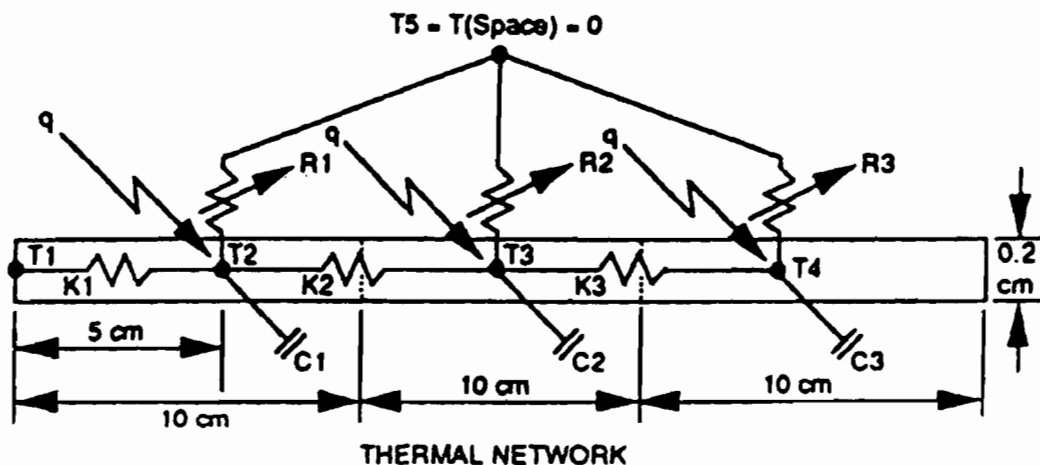 T5 = T(Space) = 0
q
R1
q
R2
q
R3
T1
T2
T3
T4
0.2
cm
K1
K2
K3
5 cm
C1
C2
C3
10 cm
10 cm
10 cm
THERMAL NETWORK